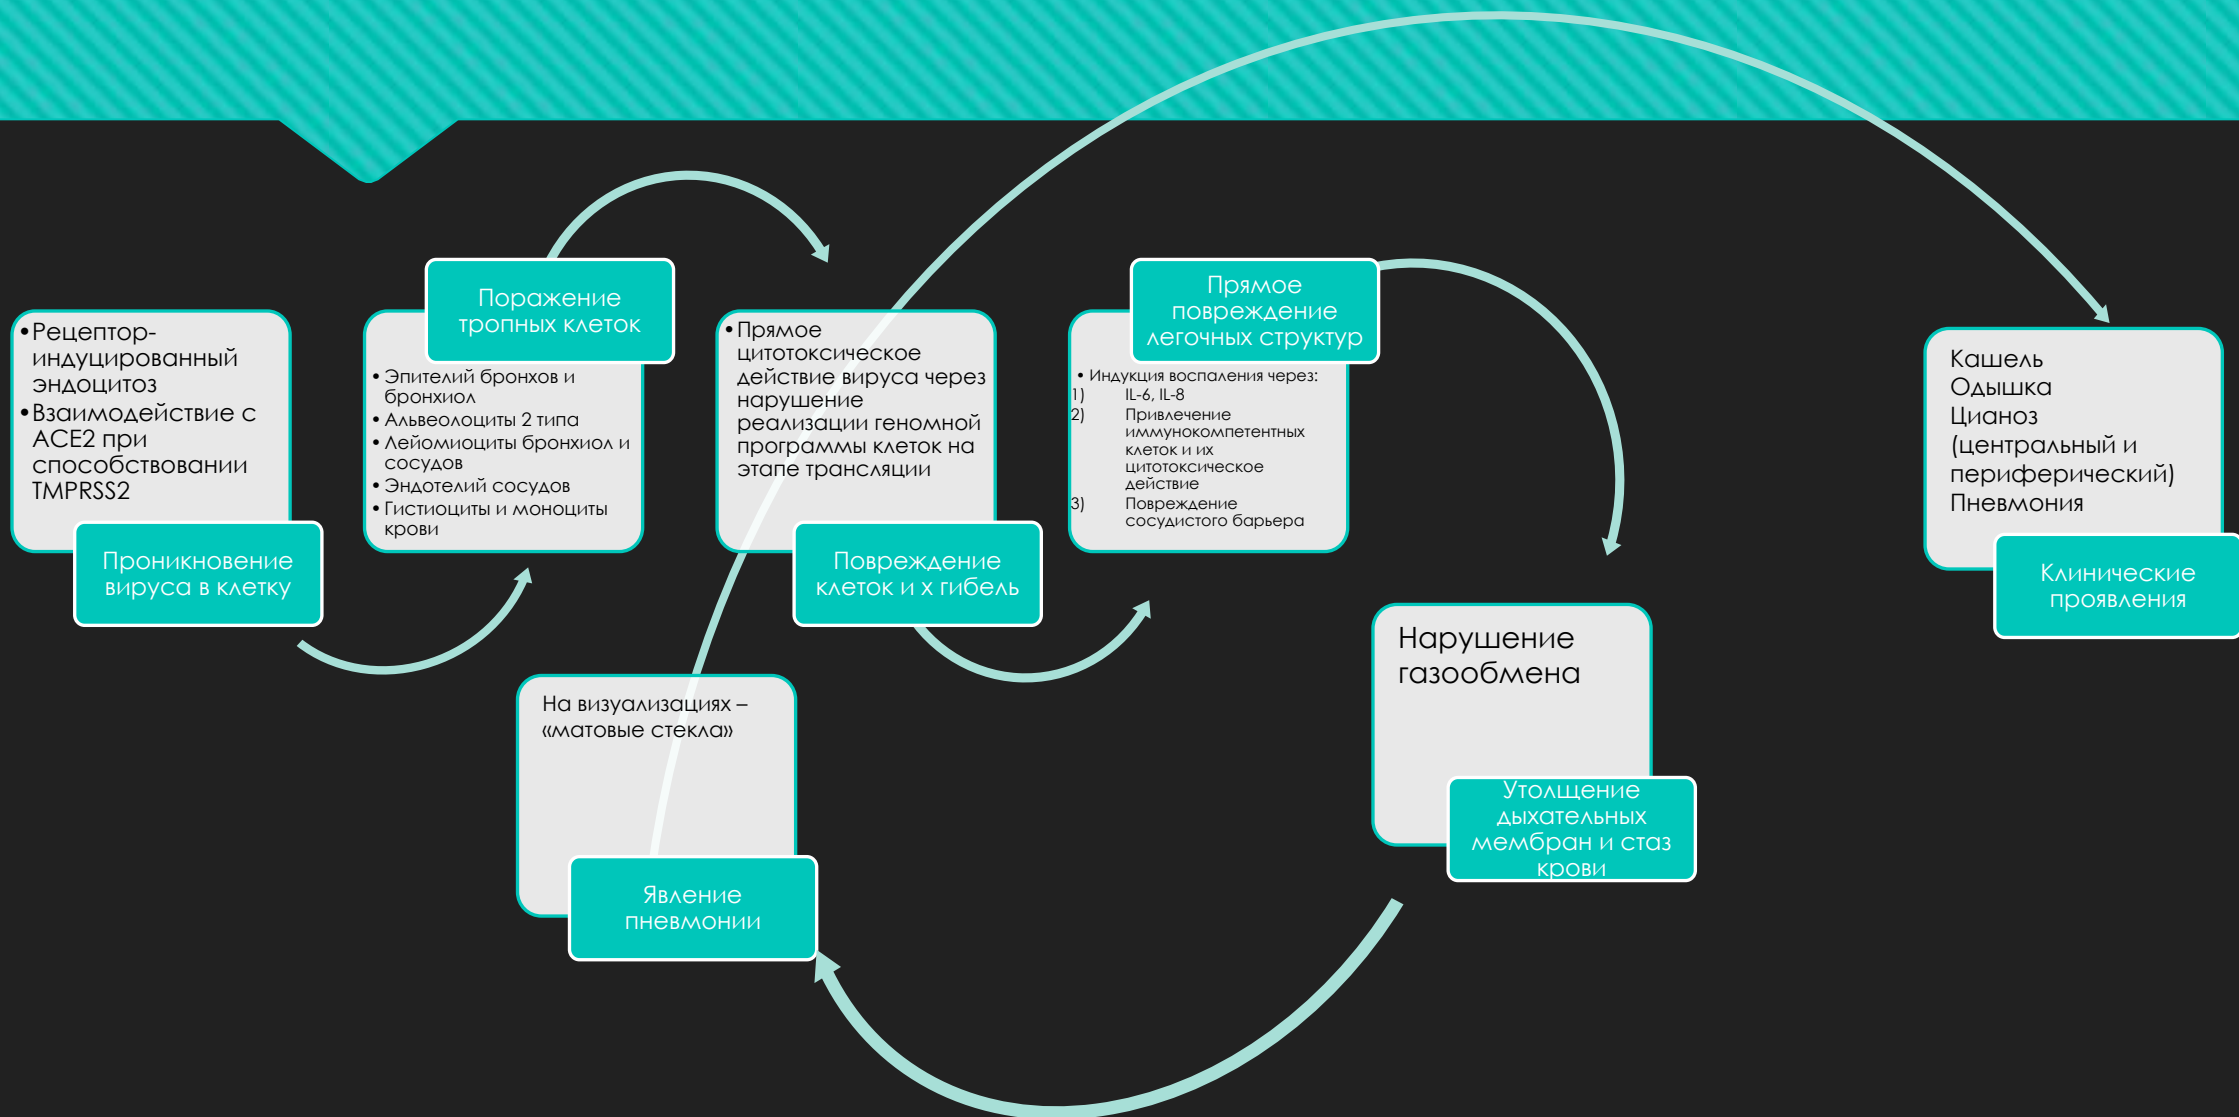 •Рецептор-
индуцированный
эндоцитоз
•Взаимодействие с
ACE2 при
способствовании
TMPRSS2
Проникновение
вируса в клетку
Поражение
тропных клеток
• Эпителий бронхов и
бронхиол
• Альвеолоциты 2 типа
• Лейомиоциты бронхиол и
сосудов
• Эндотелий сосудов
• Гистиоциты и моноциты
крови
•Прямое
цитотоксическое
действие вируса через
нарушение
реализации геномной
программы клеток на
этапе трансляции
Повреждение
клеток и х гибель
Прямое
повреждение
легочных структур
• Индукция воспаления через:
1) IL-6, IL-8
2) Привлечение
иммунокомпетентных
клеток и их
цитотоксическое
действие
3) Повреждение
сосудистого барьера
Нарушение
газообмена
Утолщение
дыхательных
мембран и стаз
крови
На визуализациях –
«матовые стекла»
Явление
пневмонии
Кашель
Одышка
Цианоз
(центральный и
периферический)
Пневмония
Клинические
проявления